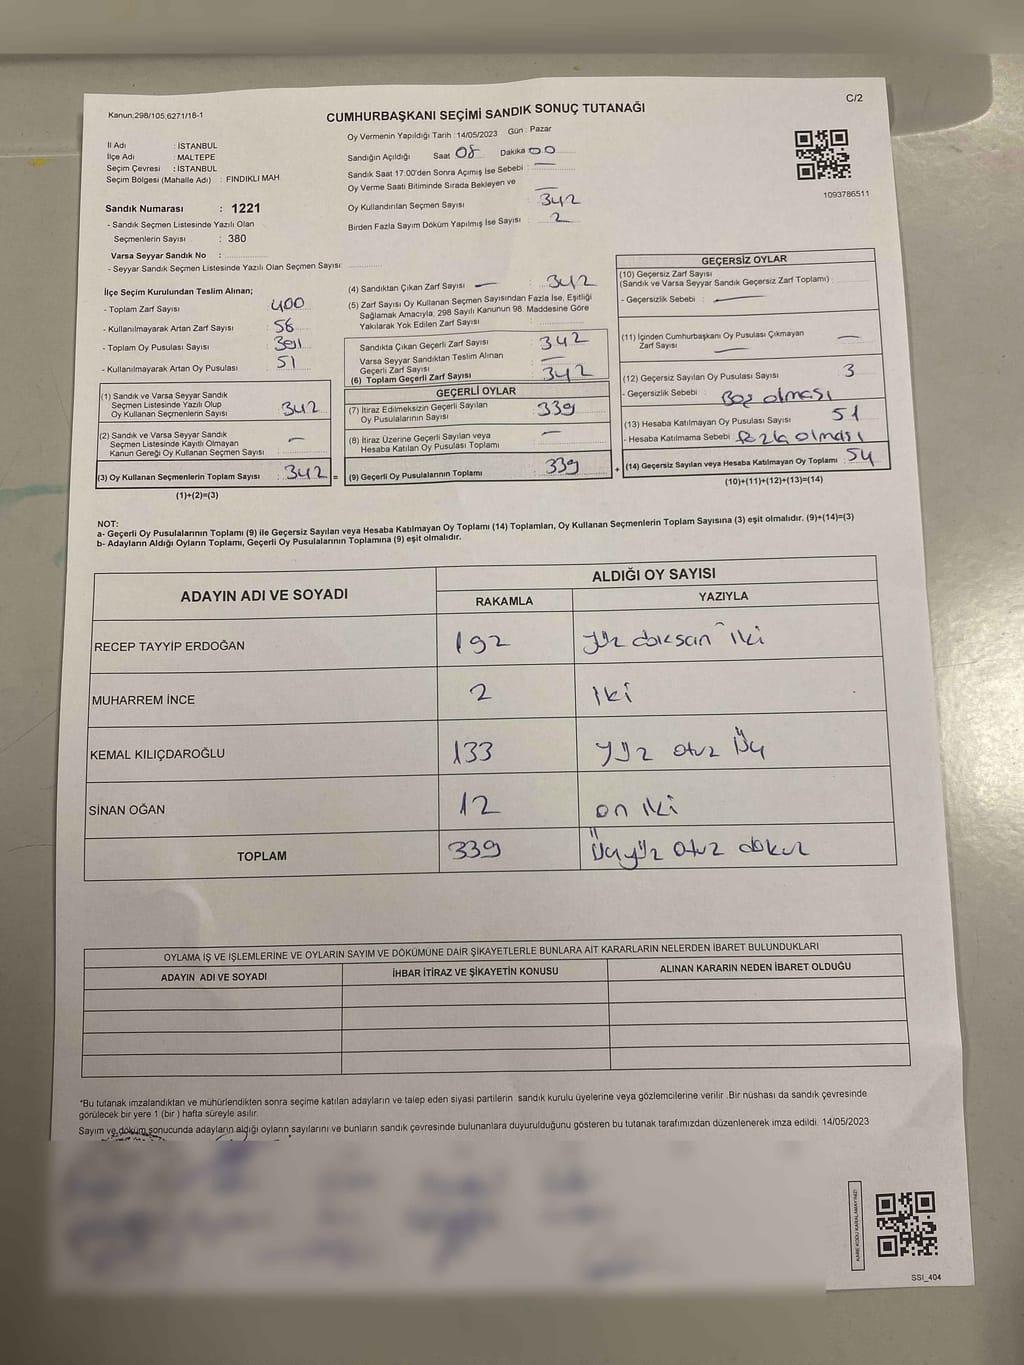 Kanun;298/105;6271/16-1
CUMHURBAŞKANI SEÇİMİ SANDIK SONUÇ TUTANAĞI
C/2
Oy Vermenin Yapıldığı Tarih : 14/05/2023 Gün : Pazar
İl Adı : İSTANBUL
İlçe Adı : MALTEPE
Seçim Çevresi : İSTANBUL
Seçim Bölgesi (Mahalle Adı) : FINDIKLI MAH
Sandığın Açıldığı Saat 08 Dakika 00
Sandık Saat 17:00'den Sonra Açımış İse Sebebi : —
Oy Verme Saati Bitiminde Sırada Bekleyen ve —
Oy Kullandırılan Seçmen Sayısı 342
Birden Fazla Sayım Döküm Yapılmış İse Sayısı : 2
1093786511
Sandık Numarası : 1221
- Sandık Seçmen Listesinde Yazılı Olan
Seçmenlerin Sayısı : 380
Varsa Seyyar Sandık No :
- Seyyar Sandık Seçmen Listesinde Yazılı Olan Seçmen Sayısı:
İlçe Seçim Kurulundan Teslim Alınan;
- Toplam Zarf Sayısı : 400
- Kullanılmayarak Artan Zarf Sayısı : 56
- Toplam Oy Pusulası Sayısı : 391
- Kullanılmayarak Artan Oy Pusulası : 51
(1) Sandık ve Varsa Seyyar Sandık
Seçmen Listesinde Yazılı Olup
Oy Kullanan Seçmenlerin Sayısı : 342
(2) Sandık ve Varsa Seyyar Sandık
Seçmen Listesinde Kayıtlı Olmayan
Kanun Gereği Oy Kullanan Seçmen Sayısı : —
(3) Oy Kullanan Seçmenlerin Toplam Sayısı : 342 =
(1)+(2)=(3)
(4) Sandıktan Çıkan Zarf Sayısı — : 342
(5) Zarf Sayısı Oy Kullanan Seçmen Sayısından Fazla İse, Eşitliği
Sağlamak Amacıyla, 298 Sayılı Kanunun 98. Maddesine Göre
Yakılarak Yok Edilen Zarf Sayısı :
Sandıkta Çıkan Geçerli Zarf Sayısı : 342
Varsa Seyyar Sandıktan Teslim Alınan
Geçerli Zarf Sayısı : —
(6) Toplam Geçerli Zarf Sayısı : 342
GEÇERLİ OYLAR
(7) İtiraz Edilmeksizin Geçerli Sayılan
Oy Pusulalarının Sayısı : 339
(8) İtiraz Üzerine Geçerli Sayılan veya
Hesaba Katılan Oy Pusulası Toplamı : —
(9) Geçerli Oy Pusulalarının Toplamı : 339 +
GEÇERSİZ OYLAR
(10) Geçersiz Zarf Sayısı
(Sandık ve Varsa Seyyar Sandık Geçersiz Zarf Toplamı) :
- Geçersizlik Sebebi : —
(11) İçinden Cumhurbaşkanı Oy Pusulası Çıkmayan
Zarf Sayısı — : —
(12) Geçersiz Sayılan Oy Pusulası Sayısı : 3
- Geçersizlik Sebebi : Boş olması
(13) Hesaba Katılmayan Oy Pusulası Sayısı : 51
- Hesaba Katılmama Sebebi : fazla olması
(14) Geçersiz Sayılan veya Hesaba Katılmayan Oy Toplamı : 54
(10)+(11)+(12)+(13)=(14)
NOT:
a- Geçerli Oy Pusulalarının Toplamı (9) ile Geçersiz Sayılan veya Hesaba Katılmayan Oy Toplamı (14) Toplamları, Oy Kullanan Seçmenlerin Toplam Sayısına (3) eşit olmalıdır. (9)+(14)=(3)
b- Adayların Aldığı Oyların Toplamı, Geçerli Oy Pusulalarının Toplamına (9) eşit olmalıdır.
ADAYIN ADI VE SOYADI ALDIĞI OY SAYISI
RAKAMLA YAZIYLA
RECEP TAYYİP ERDOĞAN 192 Yüz doksan iki
MUHARREM İNCE 2 iki
KEMAL KILIÇDAROĞLU 133 Yüz otuz Üç
SİNAN OĞAN 12 on iki
TOPLAM 339 Üçyüz otuz dokuz
OYLAMA İŞ VE İŞLEMLERİNE VE OYLARIN SAYIM VE DÖKÜMÜNE DAİR ŞİKAYETLERLE BUNLARA AİT KARARLARIN NELERDEN İBARET BULUNDUKLARI
ADAYIN ADI VE SOYADI İHBAR İTİRAZ VE ŞİKAYETİN KONUSU ALINAN KARARIN NEDEN İBARET OLDUĞU
*Bu tutanak imzalandıktan ve mühürlendikten sonra seçime katılan adayların ve talep eden siyasi partilerin sandık kurulu üyelerine veya gözlemcilerine verilir .Bir nüshası da sandık çevresinde
görülecek bir yere 1 (bir ) hafta süreyle asılır.
Sayım ve döküm sonucunda adayların aldığı oyların sayılarını ve bunların sandık çevresinde bulunanlara duyurulduğunu gösteren bu tutanak tarafımızdan düzenlenerek imza edildi. 14/05/2023
SSI_404